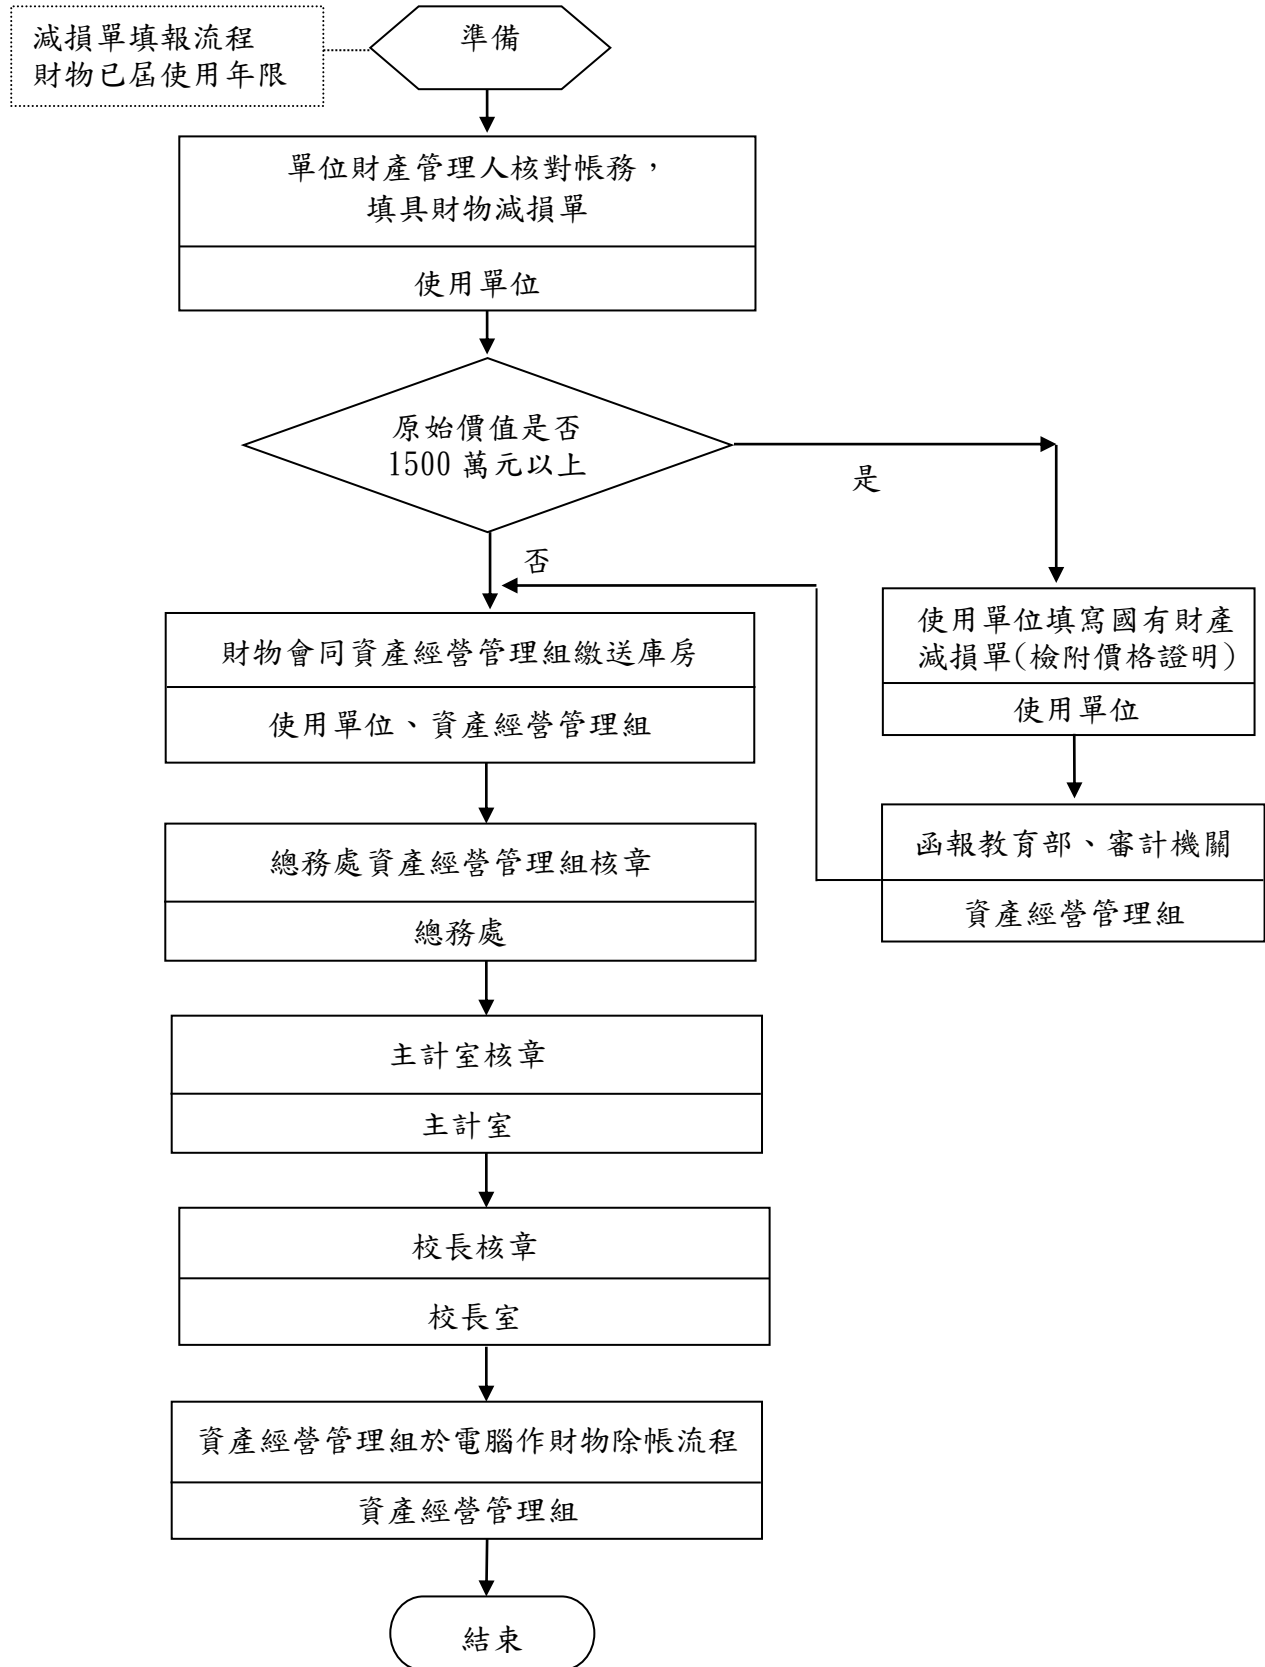 減損單填報流程
財物已屆使用年限
準備
單位財產管理人核對帳務，
填具財物減損單
使用單位
原始價值是否
1500 萬元以上
是
否
使用單位填寫國有財產
減損單(檢附價格證明)
使用單位
財物會同資產經營管理組繳送庫房
使用單位、資產經營管理組
函報教育部、審計機關
資產經營管理組
總務處資產經營管理組核章
總務處
主計室核章
主計室
校長核章
校長室
資產經營管理組於電腦作財物除帳流程
資產經營管理組
結束